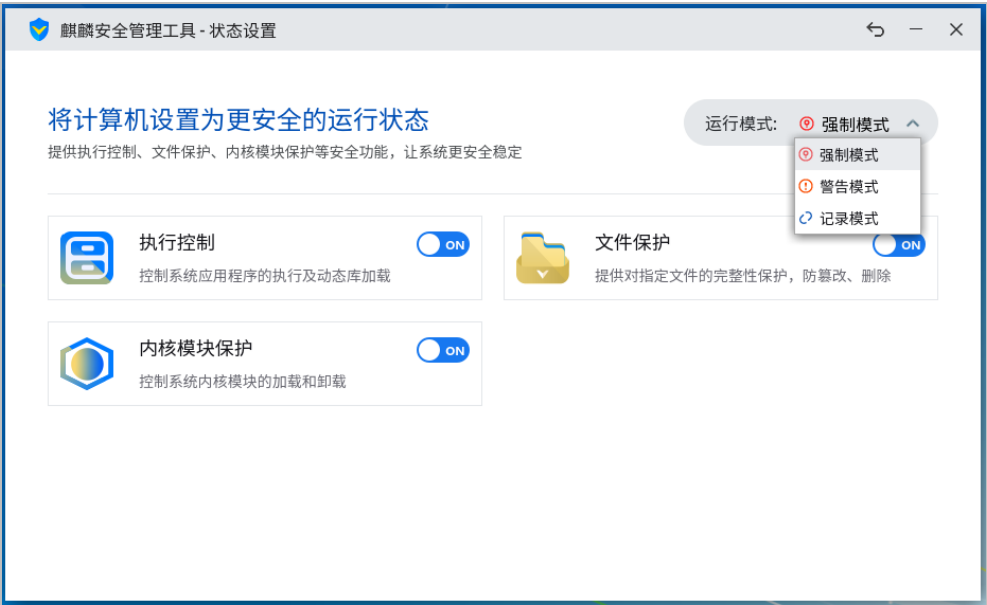 麒麟安全管理工具 - 状态设置
将计算机设置为更安全的运行状态
提供执行控制、文件保护、内核模块保护等安全功能，让系统更安全稳定
运行模式: 强制模式
强制模式
警告模式
记录模式
执行控制 ON
控制系统应用程序的执行及动态库加载
文件保护 ON
提供对指定文件的完整性保护，防篡改、删除
内核模块保护 ON
控制系统内核模块的加载和卸载